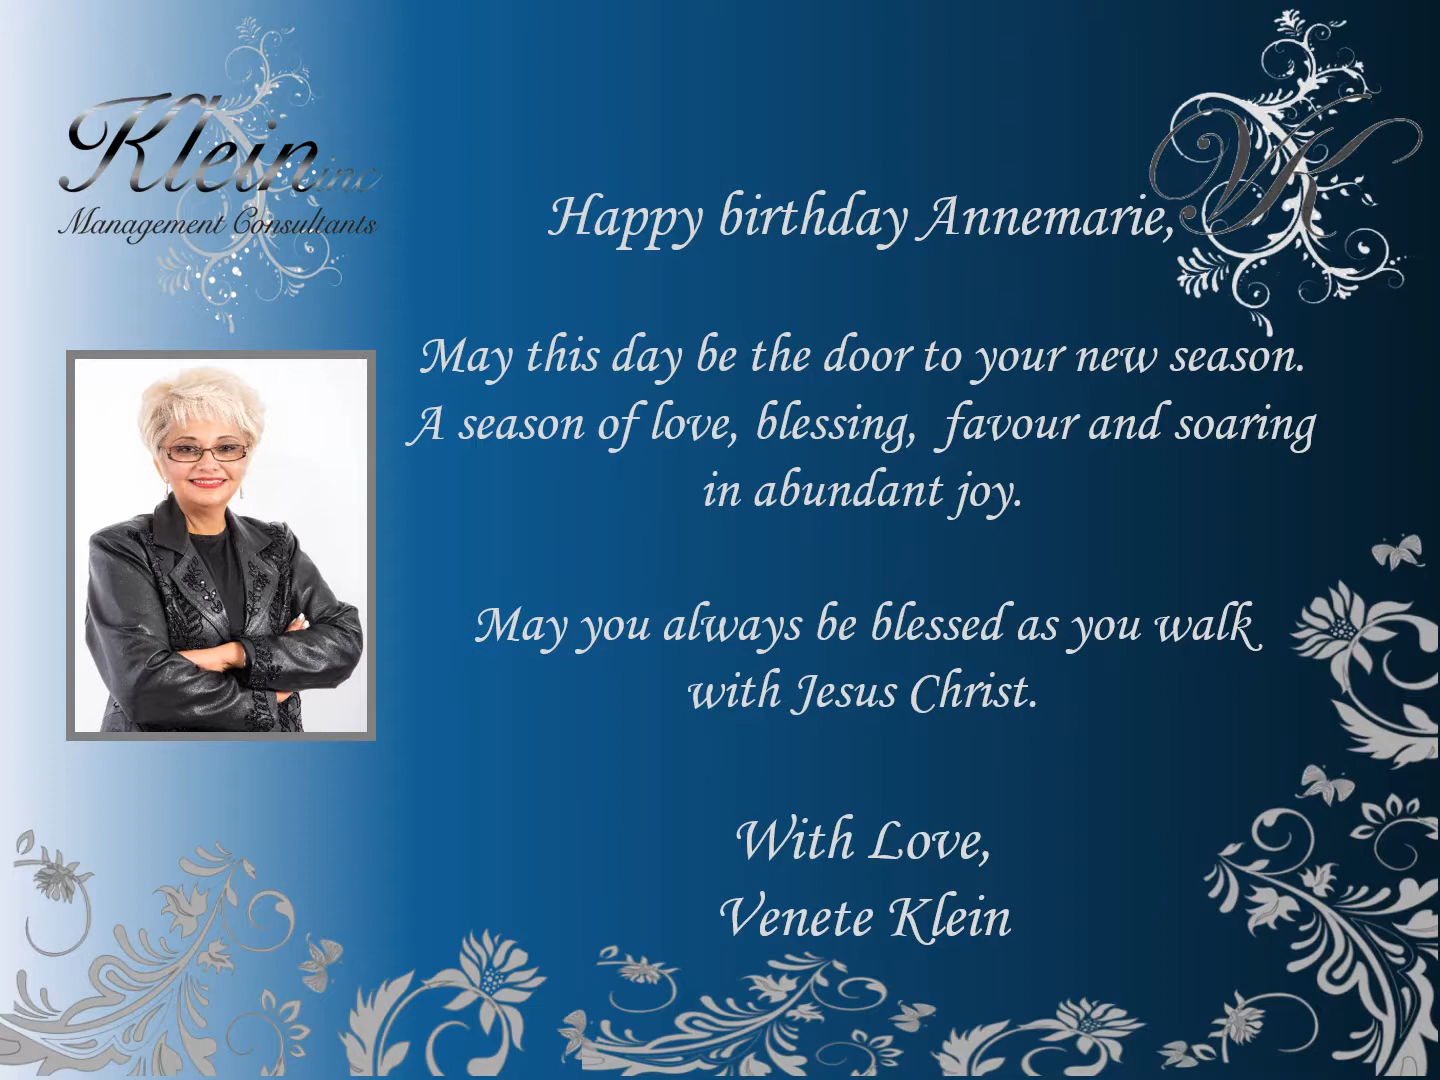 Klein inc
Management Consultants
VK
Happy birthday Annemarie,
May this day be the door to your new season.
A season of love, blessing, favour and soaring
in abundant joy.
May you always be blessed as you walk
with Jesus Christ.
With Love,
Venete Klein